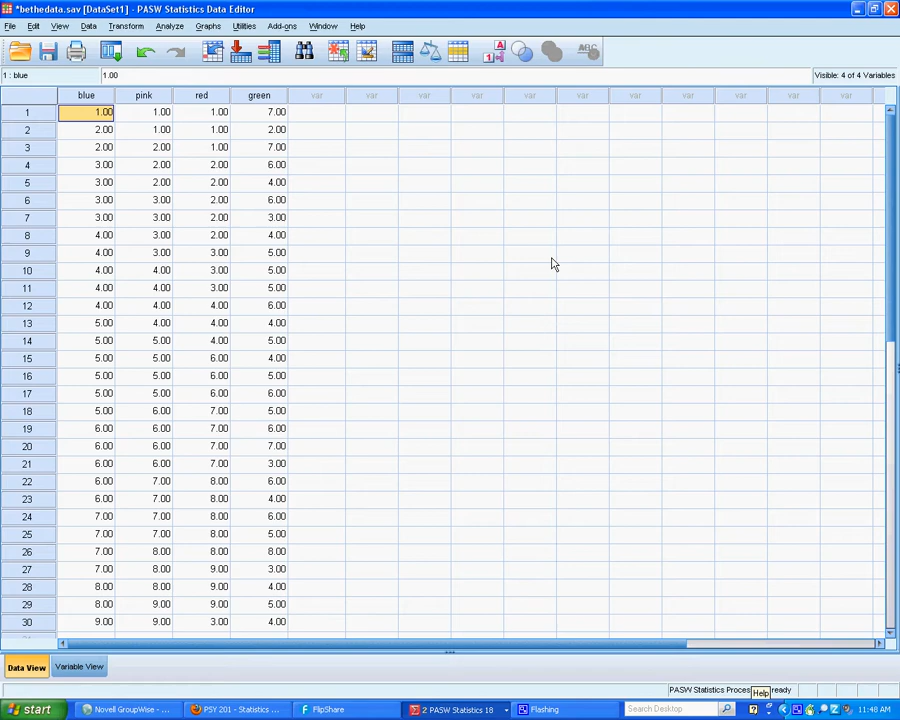 *bethedata.sav [DataSet1] - PASW Statistics Data Editor
File Edit View Data Transform Analyze Graphs Utilities Add-ons Window Help
1 : blue 1.00 Visible: 4 of 4 Variables
blue pink red green var var var var var var var var var var var
1 1.00 1.00 1.00 7.00
2 2.00 1.00 1.00 2.00
3 2.00 2.00 1.00 7.00
4 3.00 2.00 2.00 6.00
5 3.00 2.00 2.00 4.00
6 3.00 3.00 2.00 6.00
7 3.00 3.00 2.00 3.00
8 4.00 3.00 2.00 4.00
9 4.00 3.00 3.00 5.00
10 4.00 4.00 3.00 5.00
11 4.00 4.00 3.00 5.00
12 4.00 4.00 4.00 6.00
13 5.00 4.00 4.00 4.00
14 5.00 5.00 4.00 5.00
15 5.00 5.00 6.00 4.00
16 5.00 5.00 6.00 5.00
17 5.00 5.00 6.00 6.00
18 5.00 6.00 7.00 5.00
19 6.00 6.00 7.00 6.00
20 6.00 6.00 7.00 7.00
21 6.00 6.00 7.00 3.00
22 6.00 7.00 8.00 6.00
23 6.00 7.00 8.00 4.00
24 7.00 7.00 8.00 6.00
25 7.00 7.00 8.00 5.00
26 7.00 8.00 8.00 8.00
27 7.00 8.00 9.00 3.00
28 8.00 8.00 9.00 4.00
29 8.00 9.00 9.00 5.00
30 9.00 9.00 3.00 4.00
Data View Variable View
PASW Statistics Proces Help ready
start Novell GroupWise - ... PSY 201 - Statistics ... FlipShare 2 PASW Statistics 18 Flashing Search Desktop 11:48 AM